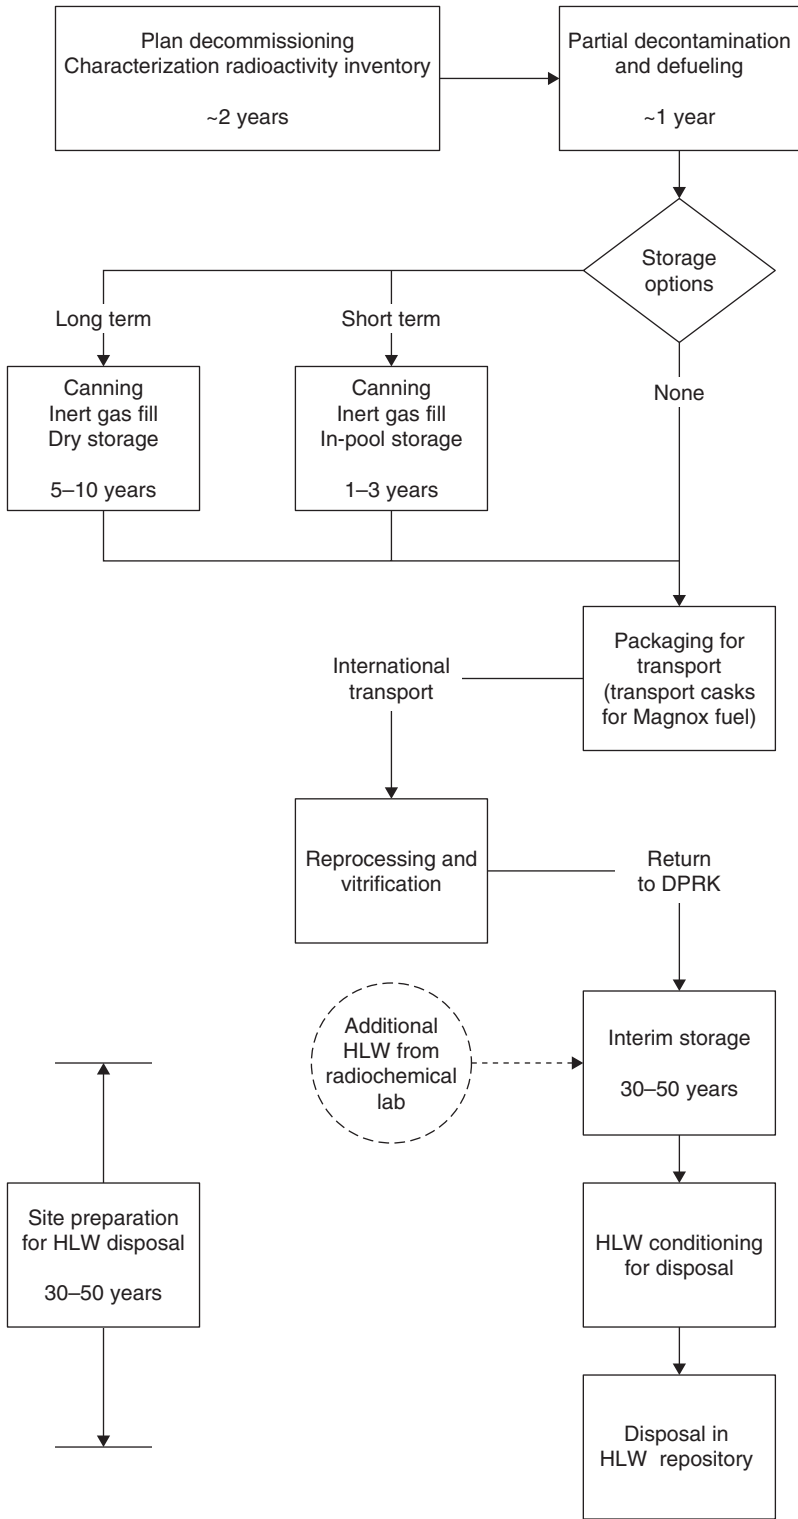 Plan decommissioning
Characterization radioactivity inventory
~2 years
Partial decontamination
and defueling
~1 year
Storage
options
Long term
Short term
None
Canning
Inert gas fill
Dry storage
5–10 years
Canning
Inert gas fill
In-pool storage
1–3 years
Packaging for
transport
(transport casks
for Magnox fuel)
International
transport
Reprocessing and
vitrification
Return
to DPRK
Additional
HLW from
radiochemical
lab
Interim storage
30–50 years
Site preparation
for HLW disposal
30–50 years
HLW conditioning
for disposal
Disposal in
HLW repository